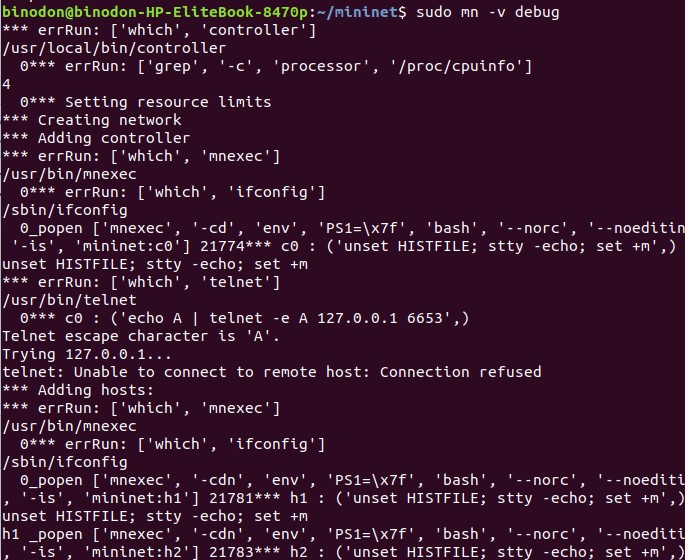 binodon@binodon-HP-EliteBook-8470p:~/mininet$ sudo mn -v debug
*** errRun: ['which', 'controller']
/usr/local/bin/controller
  0*** errRun: ['grep', '-c', 'processor', '/proc/cpuinfo']
4
  0*** Setting resource limits
*** Creating network
*** Adding controller
*** errRun: ['which', 'mnexec']
/usr/bin/mnexec
  0*** errRun: ['which', 'ifconfig']
/sbin/ifconfig
  0_popen ['mnexec', '-cd', 'env', 'PS1=\x7f', 'bash', '--norc', '--noeditin
 '-is', 'mininet:c0'] 21774*** c0 : ('unset HISTFILE; stty -echo; set +m',)
unset HISTFILE; stty -echo; set +m
*** errRun: ['which', 'telnet']
/usr/bin/telnet
  0*** c0 : ('echo A | telnet -e A 127.0.0.1 6653',)
Telnet escape character is 'A'.
Trying 127.0.0.1...
telnet: Unable to connect to remote host: Connection refused
*** Adding hosts:
*** errRun: ['which', 'mnexec']
/usr/bin/mnexec
  0*** errRun: ['which', 'ifconfig']
/sbin/ifconfig
  0_popen ['mnexec', '-cdn', 'env', 'PS1=\x7f', 'bash', '--norc', '--noediti
, '-is', 'mininet:h1'] 21781*** h1 : ('unset HISTFILE; stty -echo; set +m',)
unset HISTFILE; stty -echo; set +m
h1 _popen ['mnexec', '-cdn', 'env', 'PS1=\x7f', 'bash', '--norc', '--noediti
, '-is', 'mininet:h2'] 21783*** h2 : ('unset HISTFILE; stty -echo; set +m',)